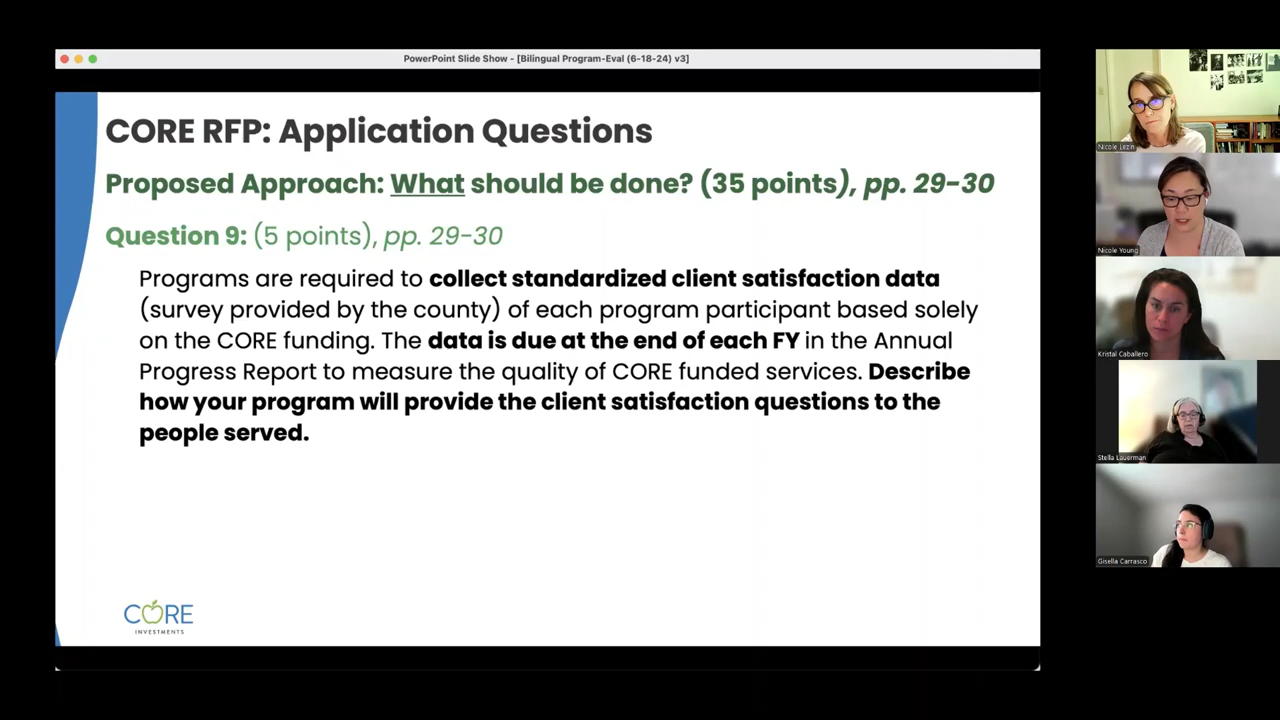 PowerPoint Slide Show - [Bilingual Program-Eval (6-18-24) v3]
CORE RFP: Application Questions
Proposed Approach: What should be done? (35 points), pp. 29-30
Question 9: (5 points), pp. 29-30
Programs are required to collect standardized client satisfaction data
(survey provided by the county) of each program participant based solely
on the CORE funding. The data is due at the end of each FY in the Annual
Progress Report to measure the quality of CORE funded services. Describe
how your program will provide the client satisfaction questions to the
people served.
CORE
INVESTMENTS
Nicole Lezin
Nicole Young
Kristal Caballero
Stella Lauerman
Gisella Carrasco